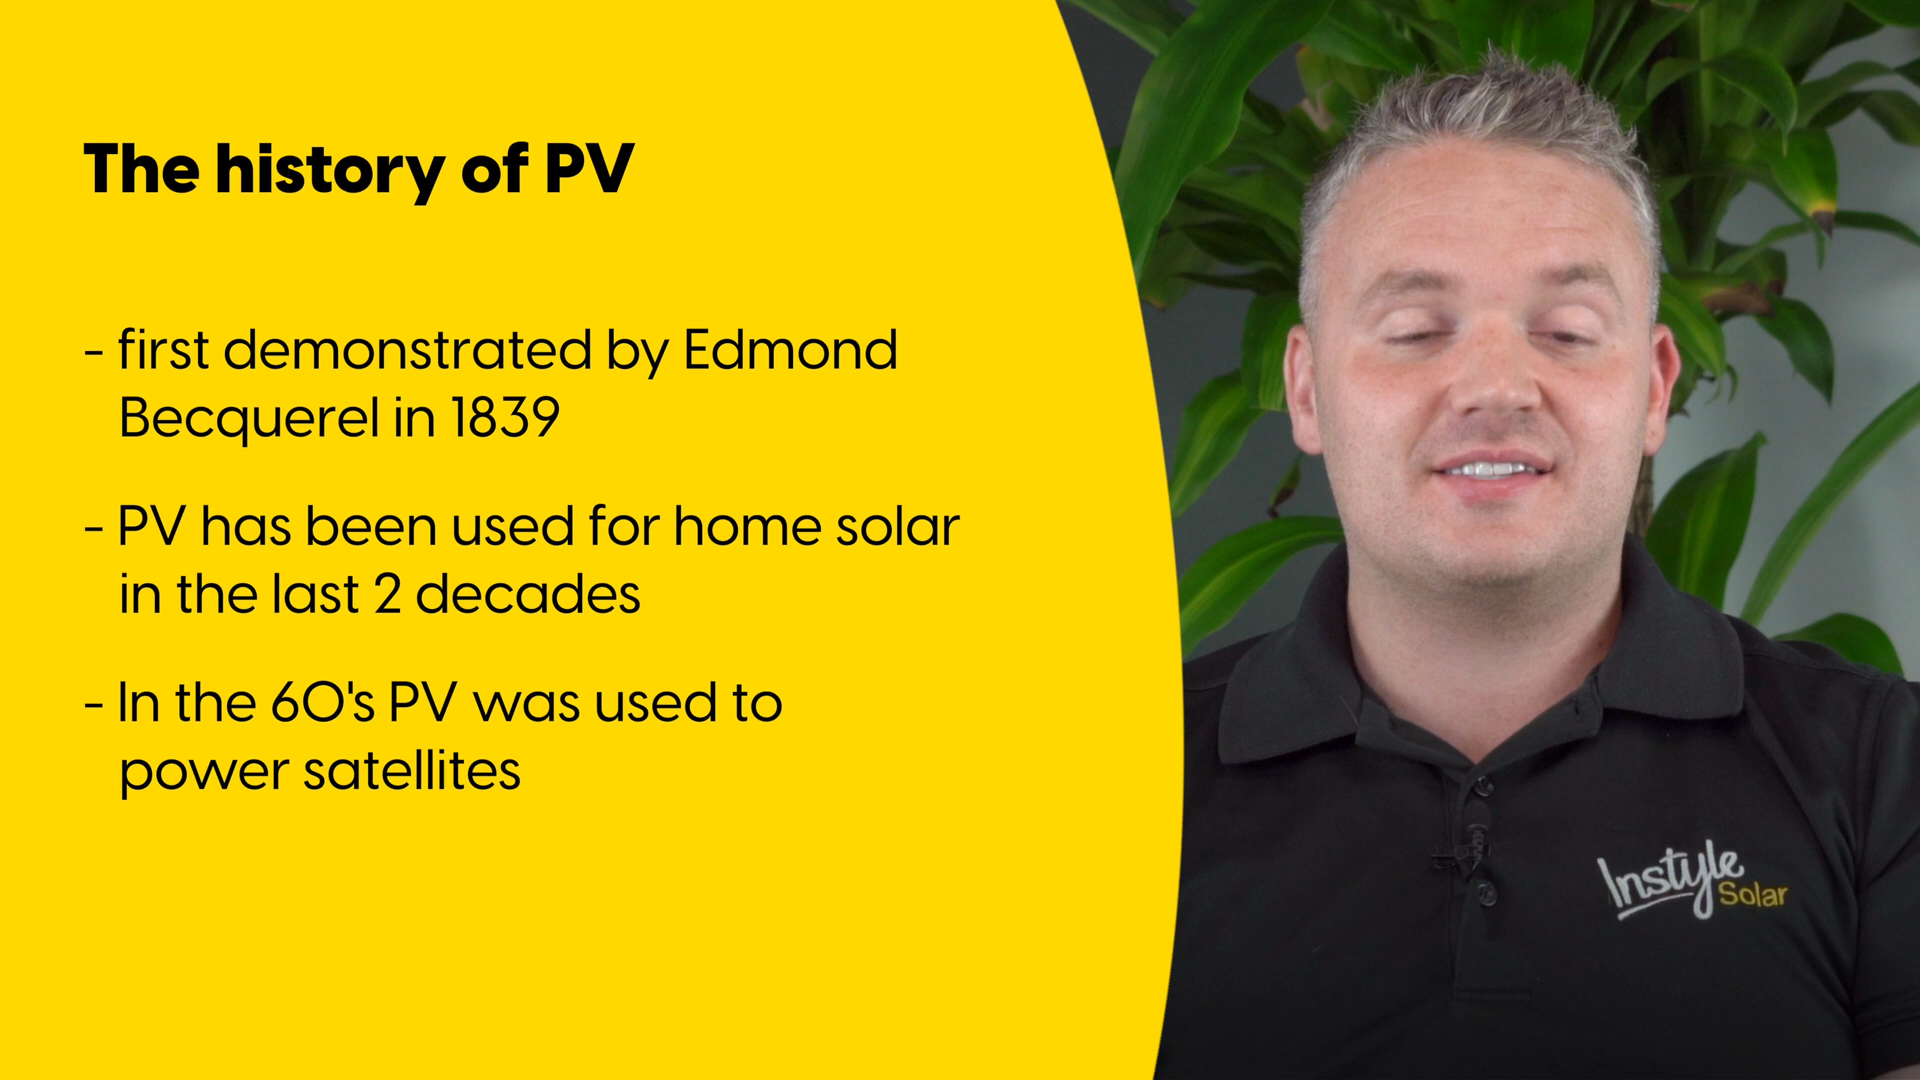 The history of PV
- first demonstrated by Edmond
Becquerel in 1839
- PV has been used for home solar
in the last 2 decades
- In the 60's PV was used to
power satellites
Instyle
Solar